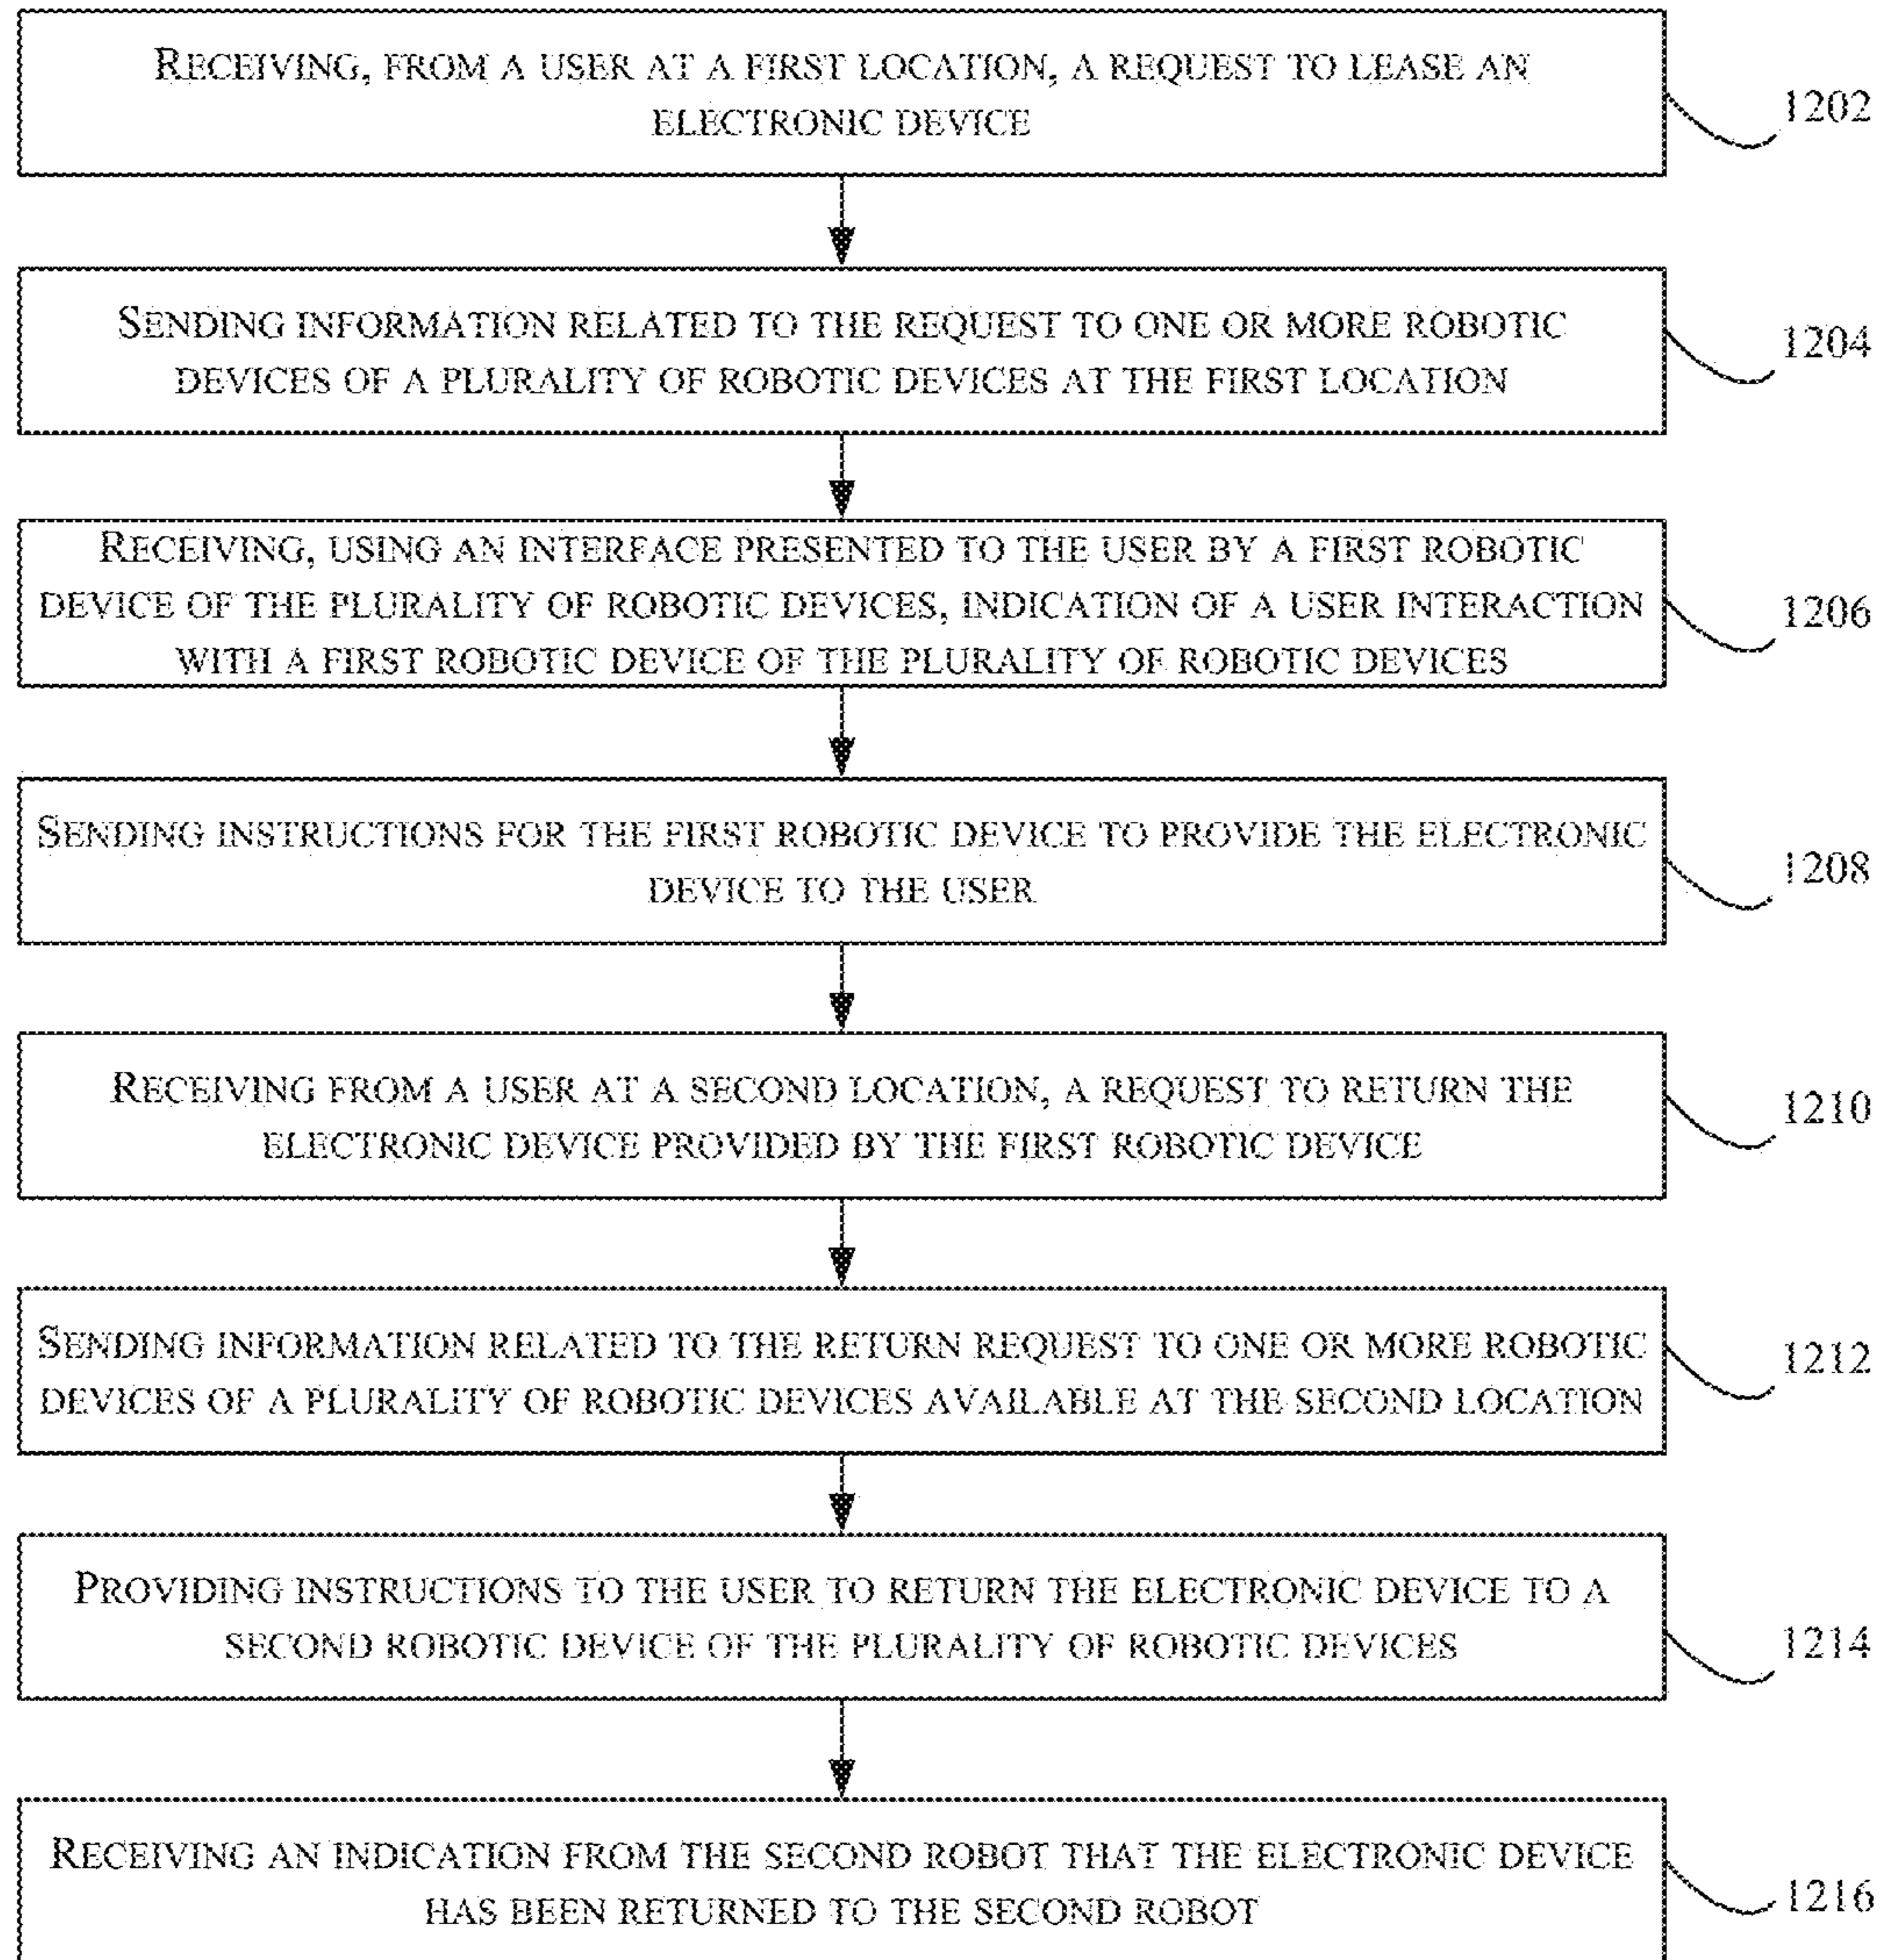 RECEIVING, FROM A USER AT A FIRST LOCATION, A REQUEST TO LEASE AN
ELECTRONIC DEVICE
1202
SENDING INFORMATION RELATED TO THE REQUEST TO ONE OR MORE ROBOTIC
DEVICES OF A PLURALITY OF ROBOTIC DEVICES AT THE FIRST LOCATION
1204
RECEIVING, USING AN INTERFACE PRESENTED TO THE USER BY A FIRST ROBOTIC
DEVICE OF THE PLURALITY OF ROBOTIC DEVICES, INDICATION OF A USER INTERACTION
WITH A FIRST ROBOTIC DEVICE OF THE PLURALITY OF ROBOTIC DEVICES
1206
SENDING INSTRUCTIONS FOR THE FIRST ROBOTIC DEVICE TO PROVIDE THE ELECTRONIC
DEVICE TO THE USER
1208
RECEIVING FROM A USER AT A SECOND LOCATION, A REQUEST TO RETURN THE
ELECTRONIC DEVICE PROVIDED BY THE FIRST ROBOTIC DEVICE
1210
SENDING INFORMATION RELATED TO THE RETURN REQUEST TO ONE OR MORE ROBOTIC
DEVICES OF A PLURALITY OF ROBOTIC DEVICES AVAILABLE AT THE SECOND LOCATION
1212
PROVIDING INSTRUCTIONS TO THE USER TO RETURN THE ELECTRONIC DEVICE TO A
SECOND ROBOTIC DEVICE OF THE PLURALITY OF ROBOTIC DEVICES
1214
RECEIVING AN INDICATION FROM THE SECOND ROBOT THAT THE ELECTRONIC DEVICE
HAS BEEN RETURNED TO THE SECOND ROBOT
1216